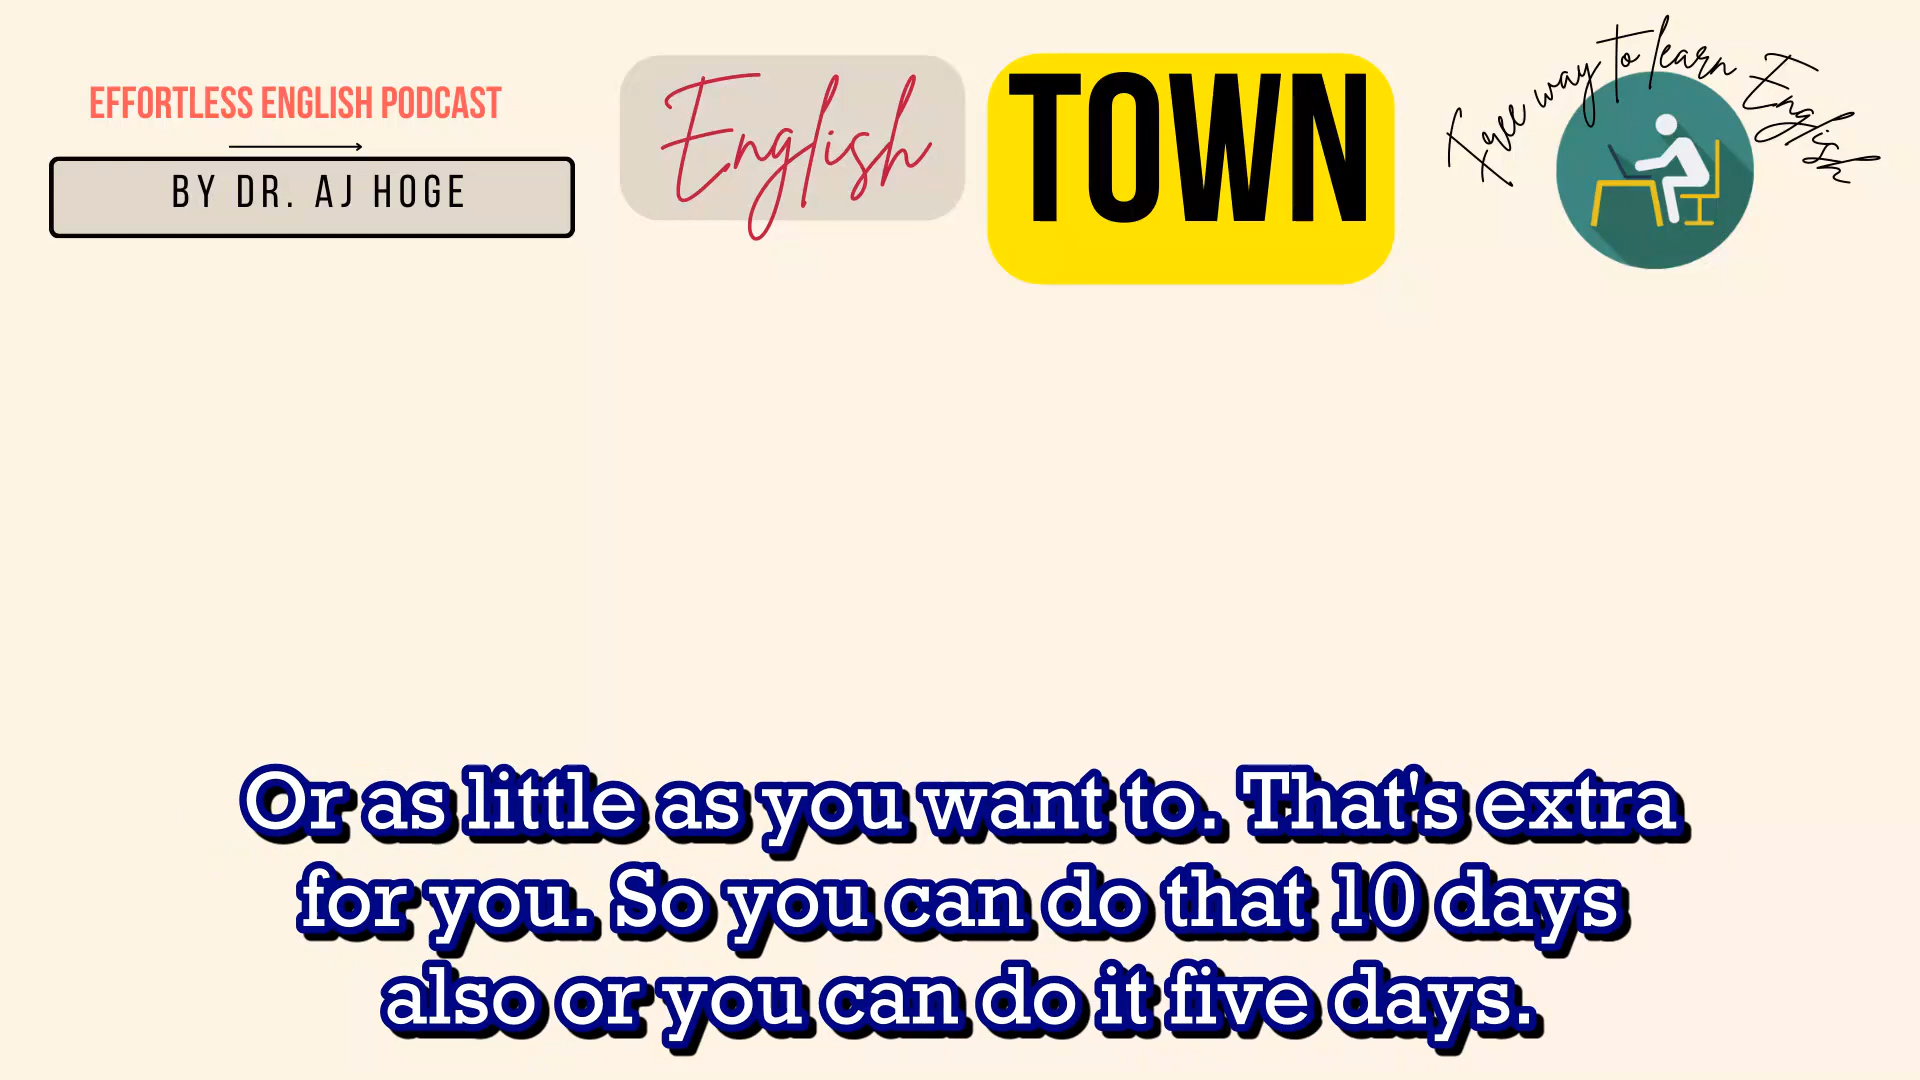 EFFORTLESS ENGLISH PODCAST
BY DR. AJ HOGE
English
TOWN
Free way to learn English
Or as little as you want to. That's extra
for you. So you can do that 10 days
also or you can do it five days.